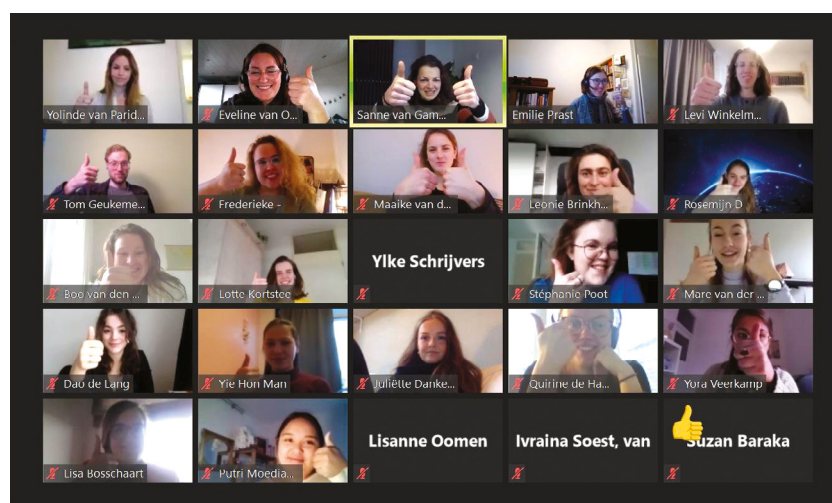 Yolinde van Parid...
Eveline van O...
Sanne van Gam...
Emilie Prast
Levi Winkelm...
Tom Geukeme...
Frederieke -
Maaike van d...
Leonie Brinkh...
Rosemijn D
Boo van den ...
Lotte Kortstee
Ylke Schrijvers
Stéphanie Poot
Mare van der ...
Dao de Lang
Yie Hon Man
Juliëtte Danke...
Quirine de Ha...
Yora Veerkamp
Lisa Bosschaart
Putri Moedia...
Lisanne Oomen
Ivraina Soest, van
Suzan Baraka